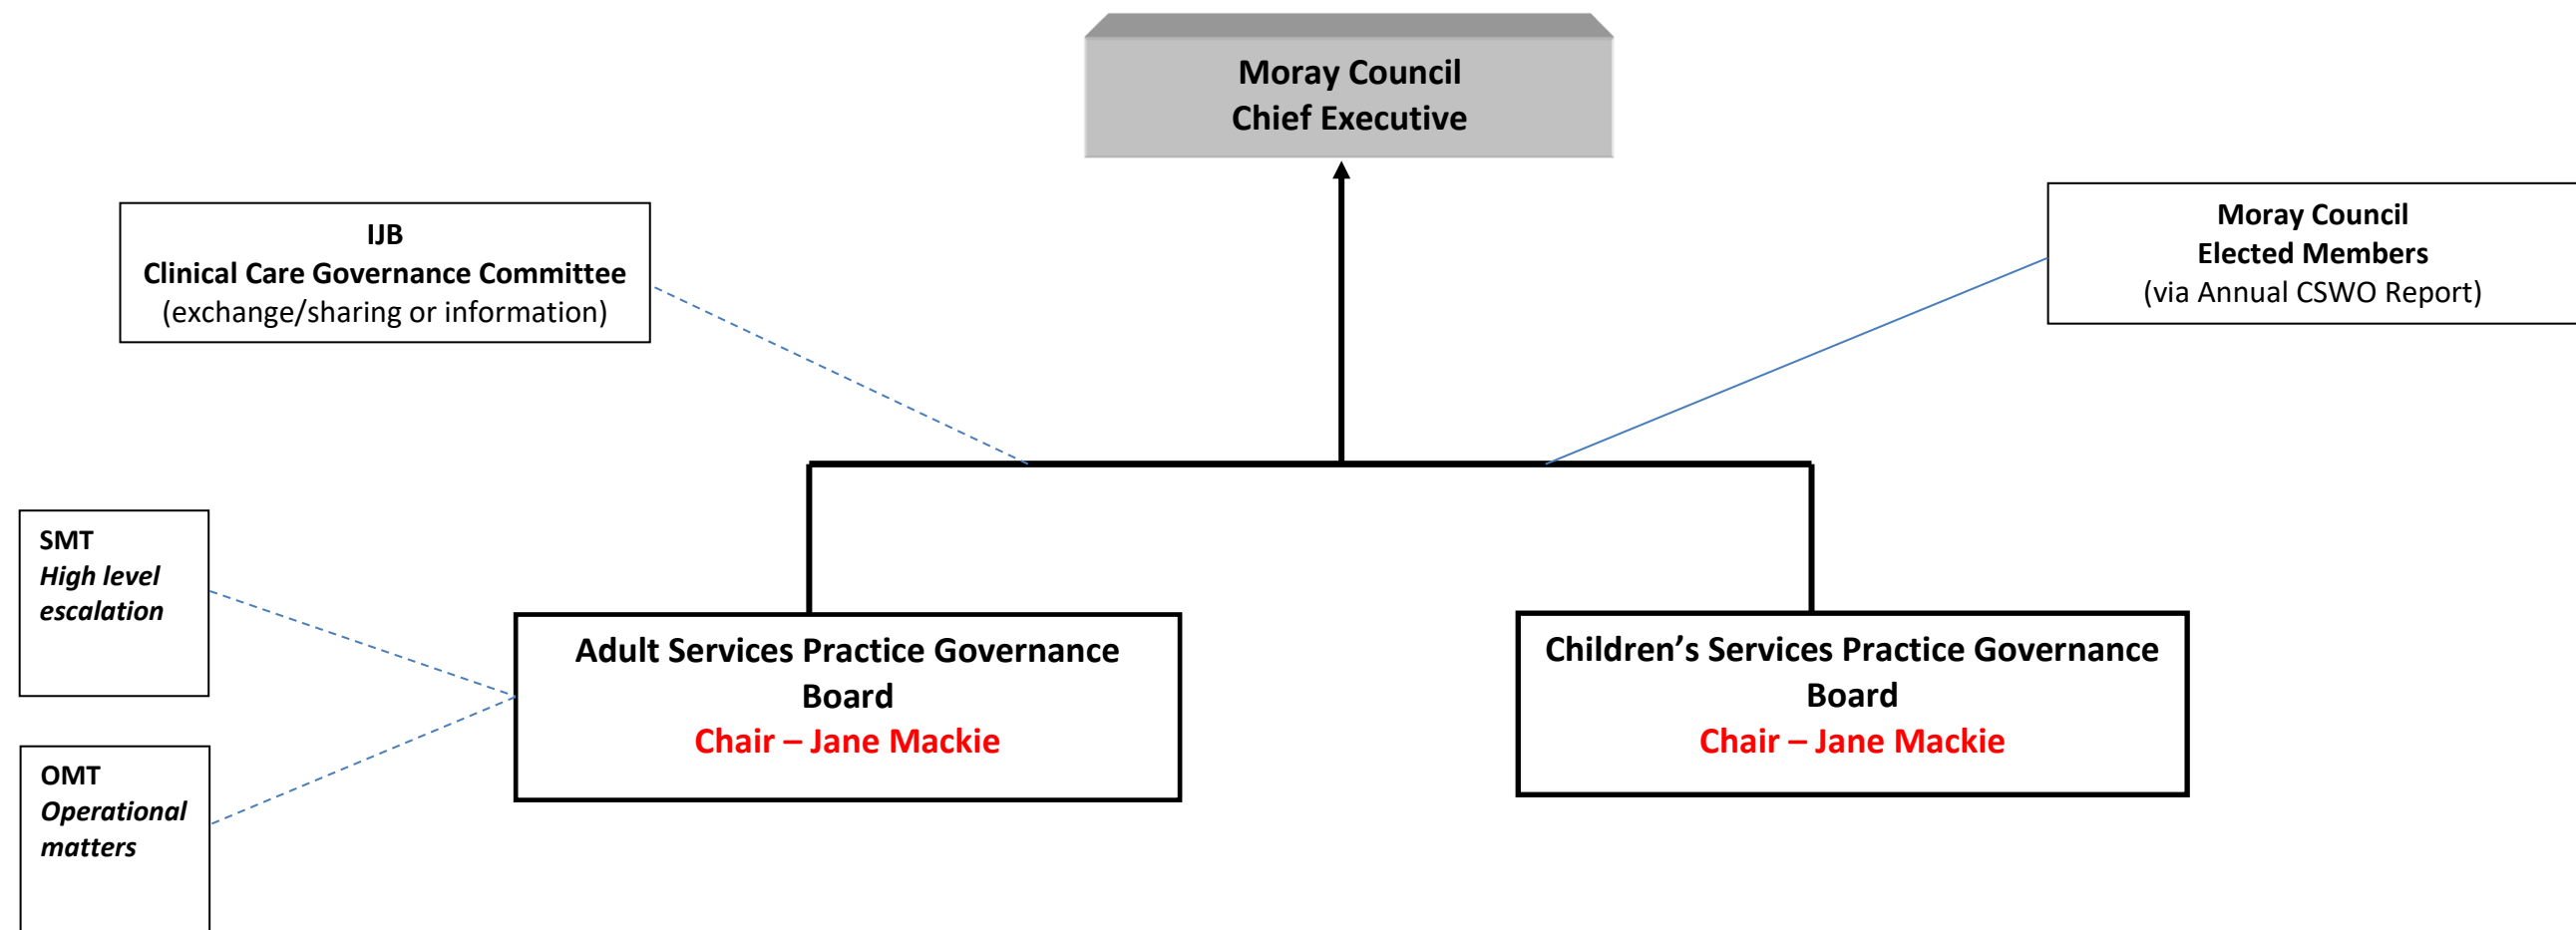 Moray Council
Chief Executive
IJB
Clinical Care Governance Committee
(exchange/sharing or information)
Moray Council
Elected Members
(via Annual CSWO Report)
SMT
High level
escalation
Adult Services Practice Governance
Board
Chair – Jane Mackie
Children’s Services Practice Governance
Board
Chair – Jane Mackie
OMT
Operational
matters